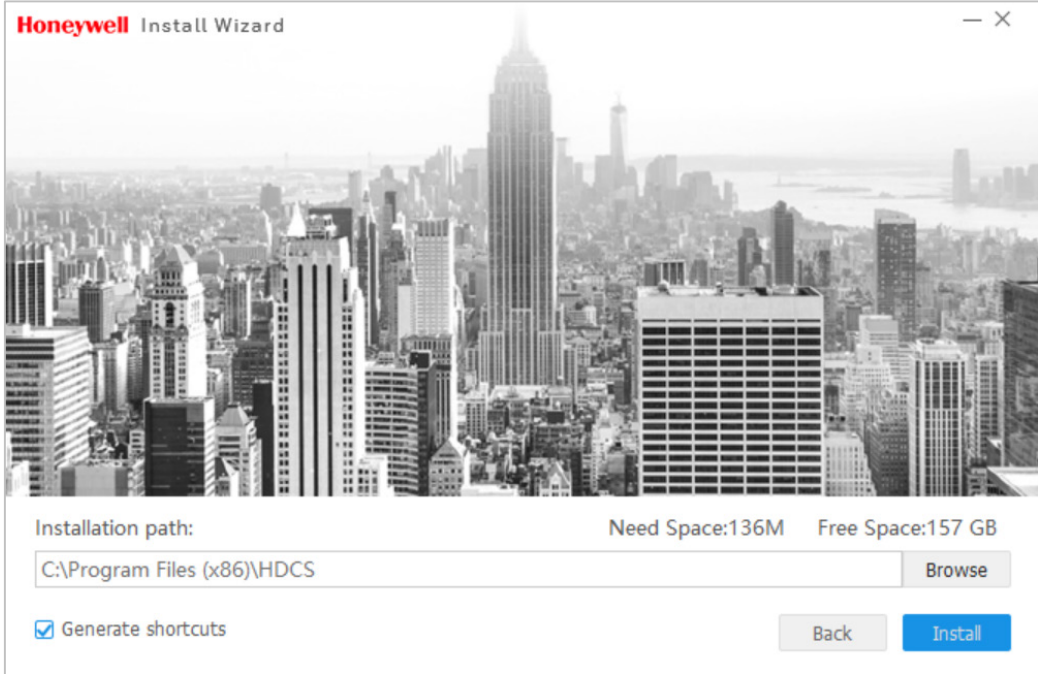 Honeywell Install Wizard
Installation path:
Need Space:136M
Free Space:157 GB
C:\Program Files (x86)\HDCS
Browse
Generate shortcuts
Back
Install